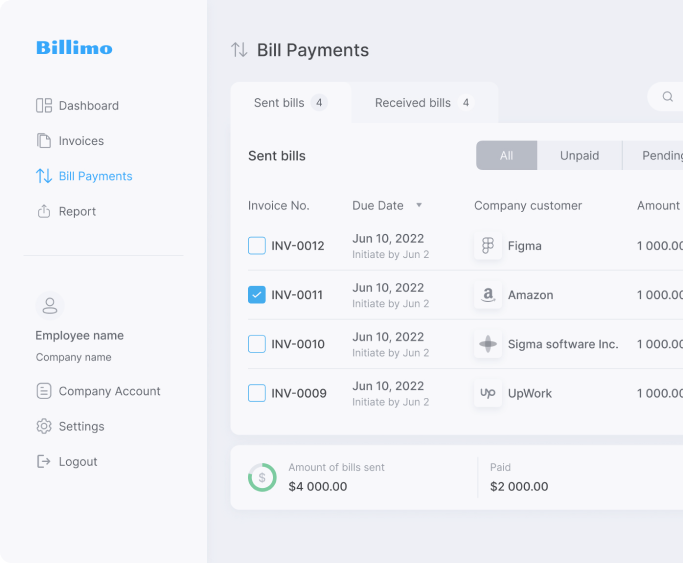 Billimo
Dashboard
Invoices
Bill Payments
Report
Employee name
Company name
Company Account
Settings
Logout
Bill Payments
Sent bills 4
Received bills 4
Sent bills
All
Unpaid
Pending
Invoice No.
Due Date
Company customer
Amount
INV-0012
Jun 10, 2022
Initiate by Jun 2
Figma
1 000.00
INV-0011
Jun 10, 2022
Initiate by Jun 2
a
Amazon
1 000.00
INV-0010
Jun 10, 2022
Initiate by Jun 2
Sigma software Inc.
1 000.00
INV-0009
Jun 10, 2022
Initiate by Jun 2
up
UpWork
1 000.00
$
Amount of bills sent
$4 000.00
Paid
$2 000.00